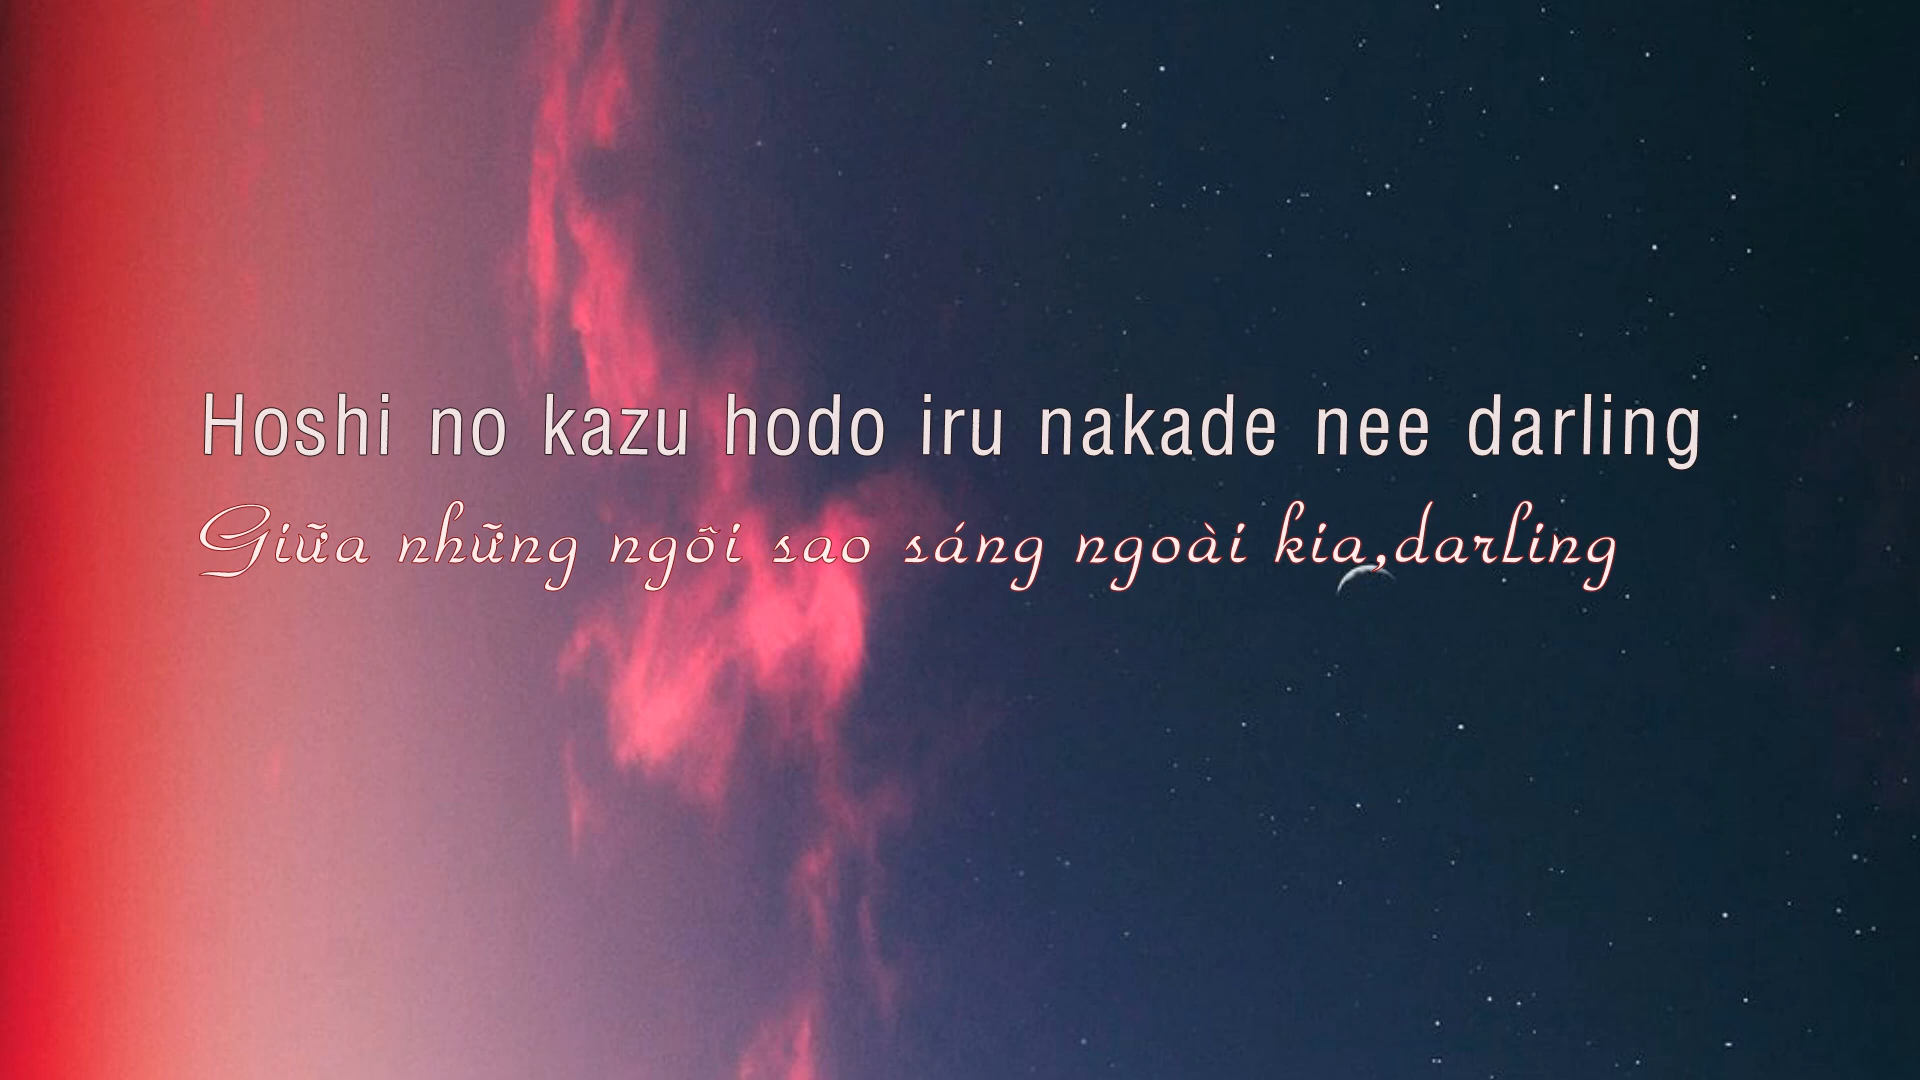 Hoshi no kazu hodo iru nakade nee darling
Giữa những ngôi sao sáng ngoài kia,darling